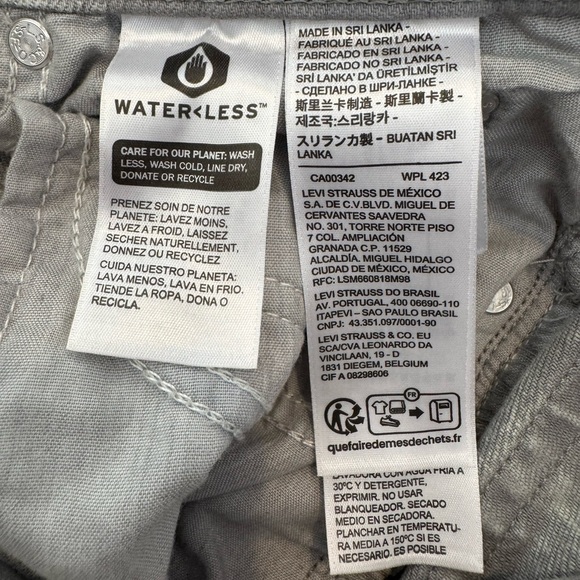 WATER<LESS™
CARE FOR OUR PLANET: WASH
LESS, WASH COLD, LINE DRY,
DONATE OR RECYCLE
PRENEZ SOIN DE NOTRE
PLANETE: LAVEZ MOINS,
LAVEZ A FROID, LAISSEZ
SECHER NATURELLEMENT,
DONNEZ OU RECYCLEZ
CUIDA NUESTRO PLANETA:
LAVA MENOS, LAVA EN FRIO.
TIENDA LA ROPA, DONA O
RECICLA.
MADE IN SRI LANKA -
FABRIQUÉ AU SRI LANKA -
FABRICADO EN SRI LANKA -
FABRICADO NO SRI LANKA -
SRİ LANKA' DA ÜRETİLMİŞTİR
- СДЕЛАНО В ШРИ-ЛАНКЕ -
斯里兰卡制造 - 斯里蘭卡製 -
제조국:스리랑카 -
スリランカ製 - BUATAN SRI
LANKA
CA00342 WPL 423
LEVI STRAUSS DE MÉXICO
S.A. DE C.V.BLVD. MIGUEL DE
CERVANTES SAAVEDRA
NO. 301, TORRE NORTE PISO
7 COL. AMPLIACIÓN
GRANADA C.P. 11529
ALCALDÍA. MIGUEL HIDALGO
CIUDAD DE MÉXICO, MÉXICO
RFC: LSM660818M98
LEVI STRAUSS DO BRASIL
AV. PORTUGAL, 400 06690-110
ITAPEVI – SAO PAULO BRASIL
CNPJ: 43.351.097/0001-90
LEVI STRAUSS & CO. EU
SCA/CVA LEONARDO DA
VINCILAAN, 19 - D
1831 DIEGEM, BELGIUM
CIF A 08298606
FR
quefairedemesdechets.fr
LAVADORA CON AGUA FRIA A
30ºC Y DETERGENTE,
EXPRIMIR. NO USAR
BLANQUEADOR. SECADO
MEDIO EN SECADORA.
PLANCHAR EN TEMPERATU-
RA MEDIA A 150ºC SI ES
NECESARIO. ES POSIBLE